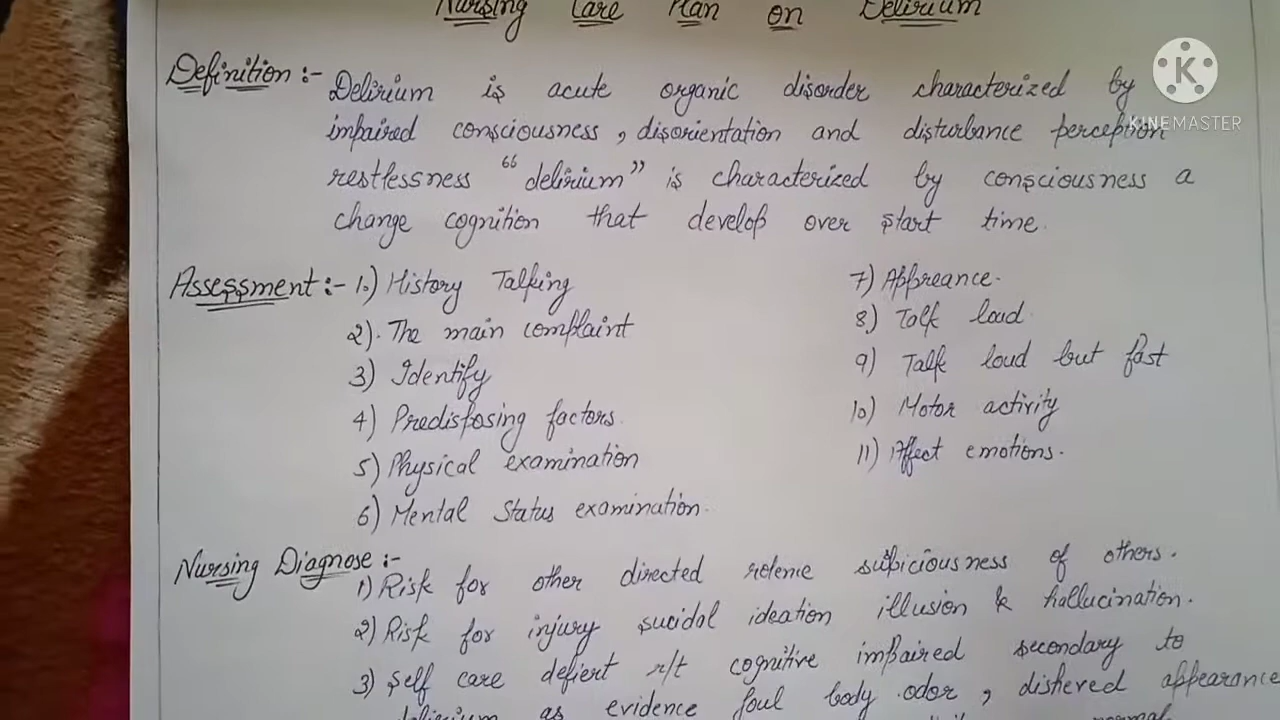 Nursing Care Plan on Delirium
Definition :- Delirium is acute organic disorder characterized by
impaired consciousness, disorientation and disturbance perception
restlessness "delirium" is characterized by consciousness a
change cognition that develop over start time.
Assessment :- 1.) History Talking
2). The main complaint
3) Identify
4) Predisposing factors.
5) Physical examination
6) Mental Status examination.
7) Appreance.
8) Talk loud
9) Talk loud but fast
10) Motor activity
11) Affect emotions.
Nursing Diagnose :-
1) Risk for other directed volence suspiciousness of others.
2) Risk for injury sucidal ideation illusion & hallucination.
3) Self care defiert r/t cognitive impaired secondary to
delirium as evidence foul body odor, dishered appearance
normal
K
KINEMASTER